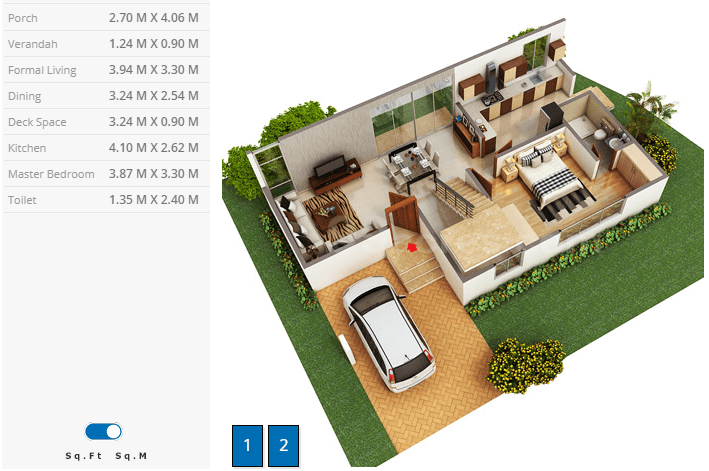 Porch 2.70 M X 4.06 M
Verandah 1.24 M X 0.90 M
Formal Living 3.94 M X 3.30 M
Dining 3.24 M X 2.54 M
Deck Space 3.24 M X 0.90 M
Kitchen 4.10 M X 2.62 M
Master Bedroom 3.87 M X 3.30 M
Toilet 1.35 M X 2.40 M
Sq.Ft Sq.M
1 2